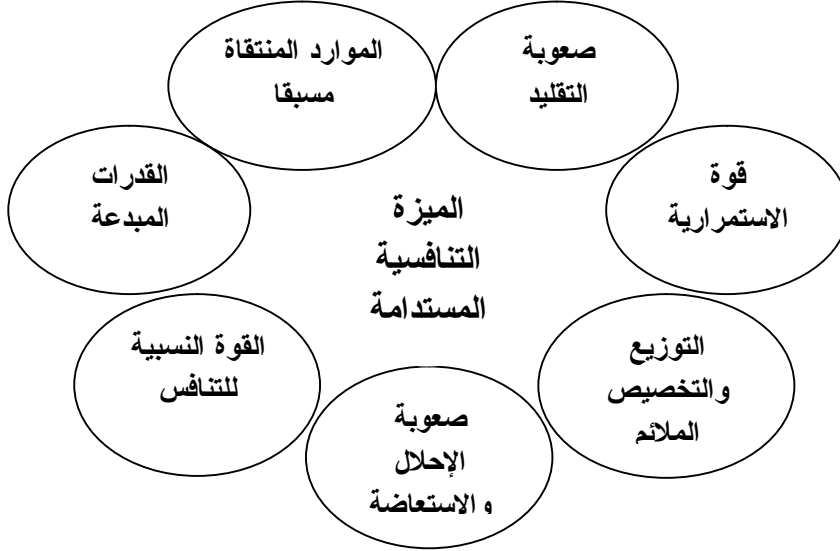 صعوبة
التقليد
الموارد المنتقاة
مسبقا
قوة
الاستمرارية
القدرات
المبدعة
الميزة
التنافسية
المستدامة
التوزيع
والتخصيص
الملائم
القوة النسبية
للتنافس
صعوبة
الإحلال
والاستعاضة